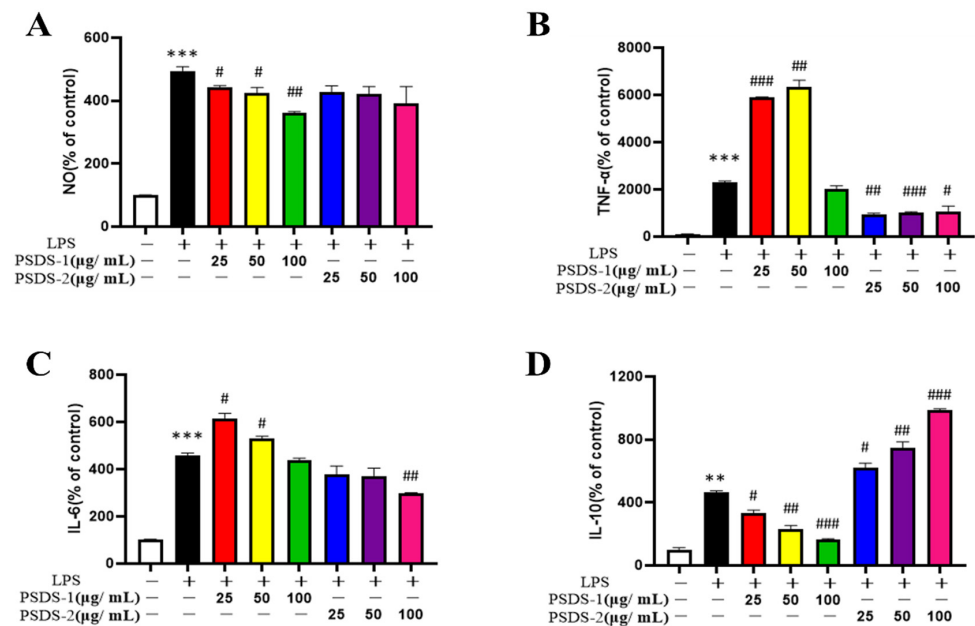 A
NO(% of control)
600
400
200
0
***
#
#
##
LPS — + + + + + + +
PSDS-1(μg/ mL) — — 25 50 100 — — —
PSDS-2(μg/ mL) — — — — — 25 50 100
B
TNF-α(% of control)
8000
6000
4000
2000
0
***
###
##
##
###
#
LPS — + + + + + + +
PSDS-1(μg/ mL) — — 25 50 100 — — —
PSDS-2(μg/ mL) — — — — — 25 50 100
C
IL-6(% of control)
800
600
400
200
0
***
#
#
##
LPS — + + + + + + +
PSDS-1(μg/ mL) — — 25 50 100 — — —
PSDS-2(μg/ mL) — — — — — 25 50 100
D
IL-10(% of control)
1200
800
400
0
**
#
##
###
#
##
###
LPS — + + + + + + +
PSDS-1(μg/ mL) — — 25 50 100 — — —
PSDS-2(μg/ mL) — — — — — 25 50 100